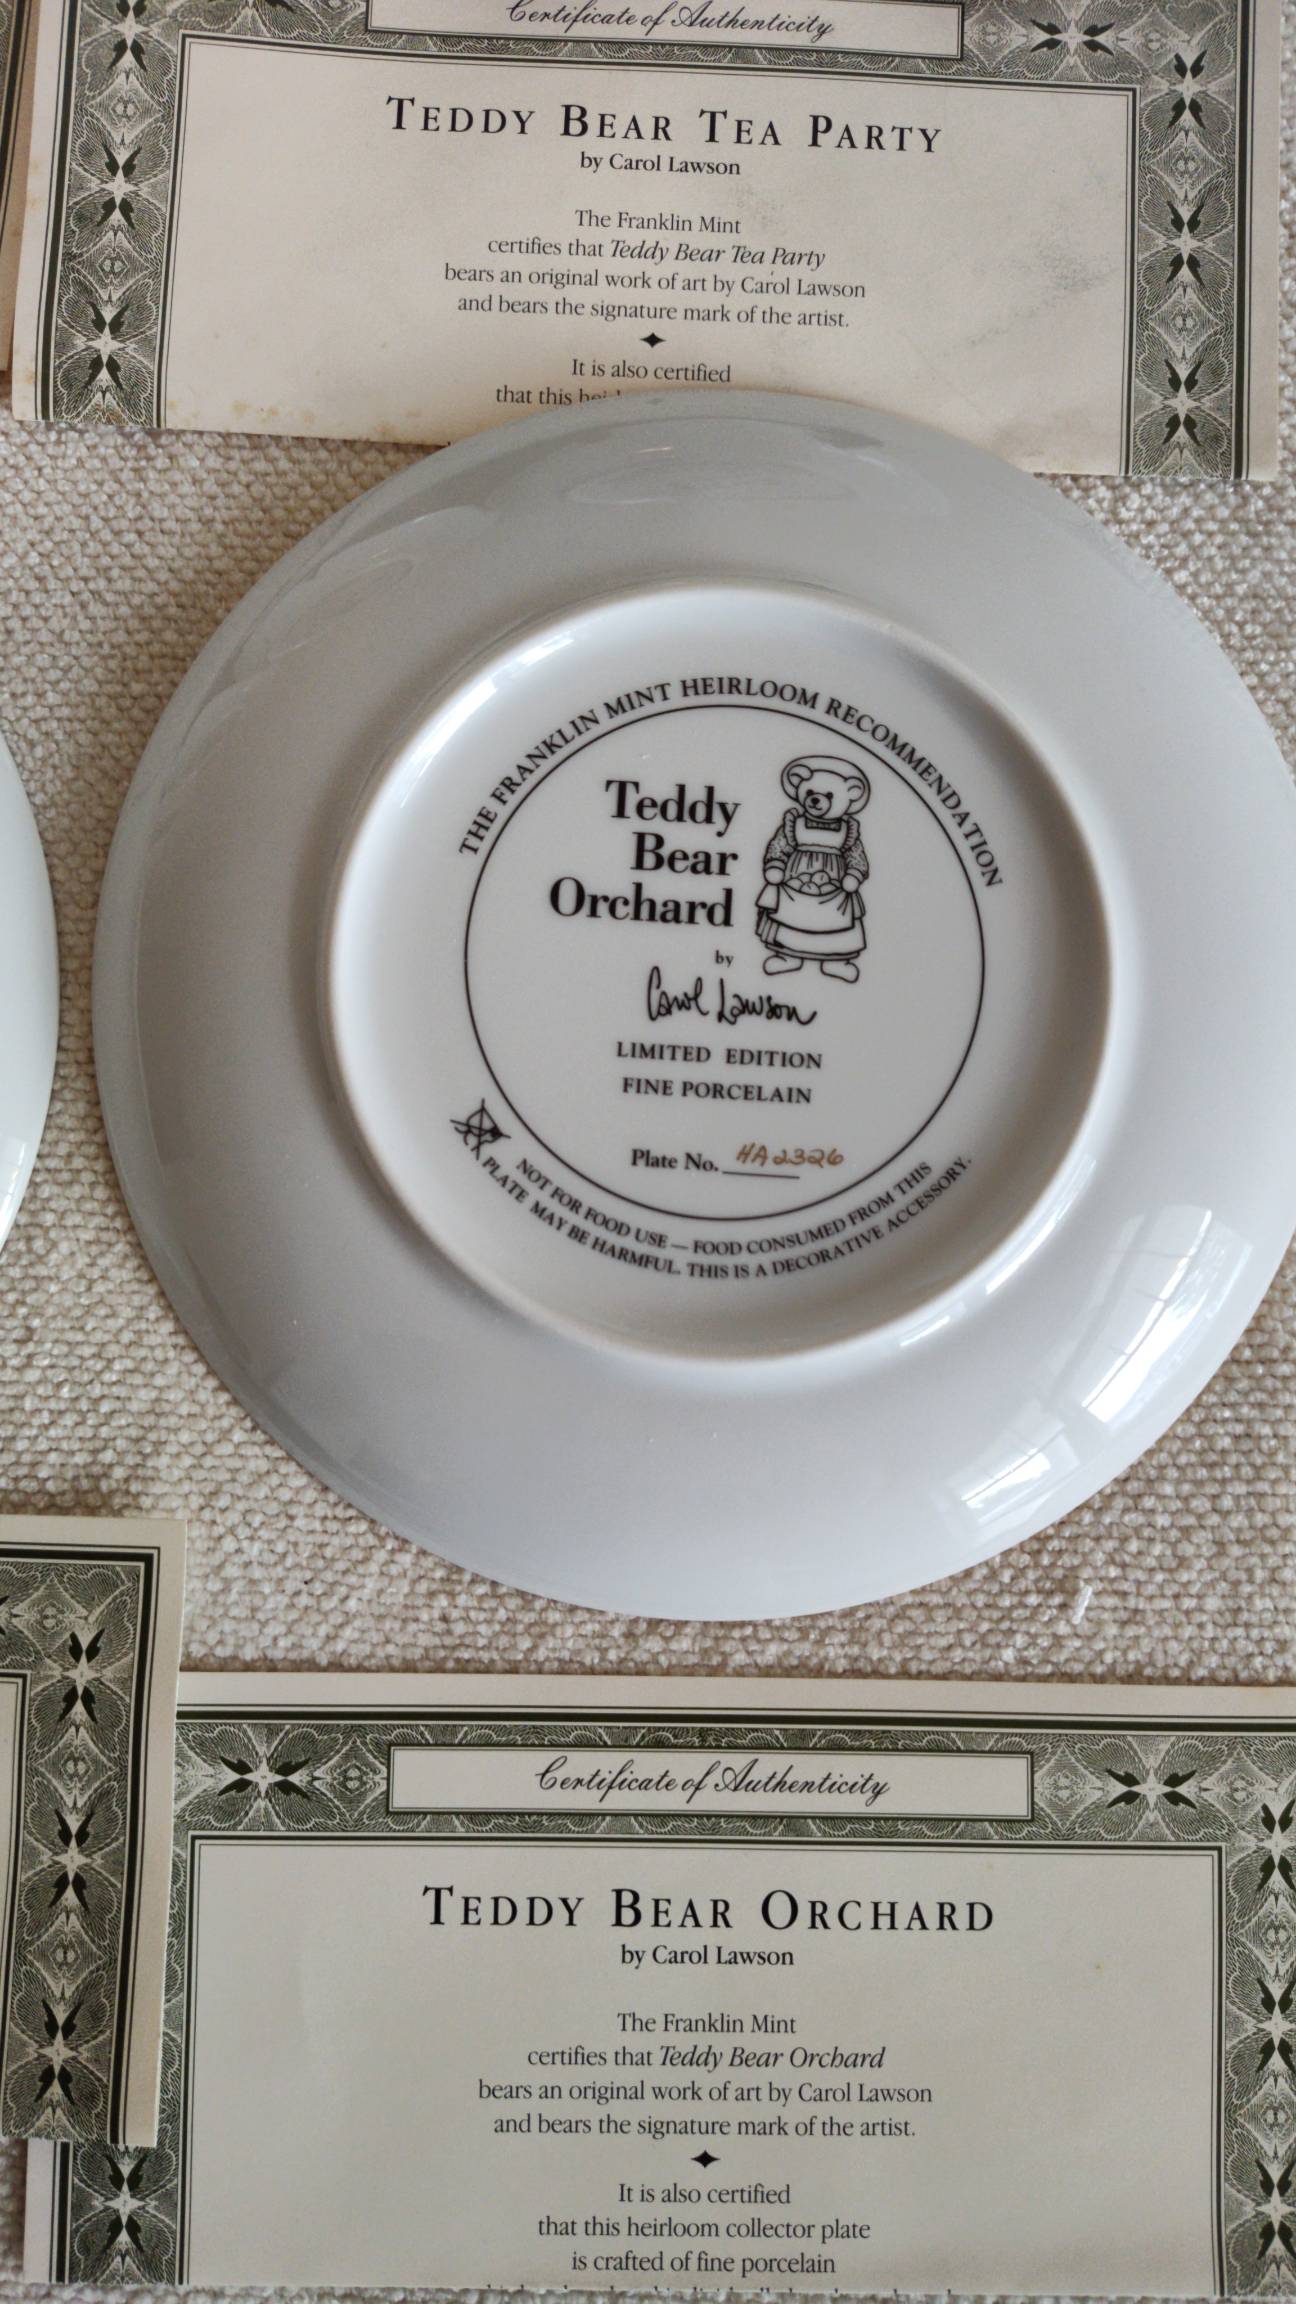 Certificate of Authenticity
TEDDY BEAR TEA PARTY
by Carol Lawson
The Franklin Mint
certifies that Teddy Bear Tea Party
bears an original work of art by Carol Lawson
and bears the signature mark of the artist.
It is also certified
that this
THE FRANKLIN MINT HEIRLOOM RECOMMENDATION
Teddy
Bear
Orchard
by
Carol Lawson
LIMITED EDITION
FINE PORCELAIN
Plate No. HA2326
NOT FOR FOOD USE — FOOD CONSUMED FROM THIS
PLATE MAY BE HARMFUL. THIS IS A DECORATIVE ACCESSORY.
Certificate of Authenticity
TEDDY BEAR ORCHARD
by Carol Lawson
The Franklin Mint
certifies that Teddy Bear Orchard
bears an original work of art by Carol Lawson
and bears the signature mark of the artist.
It is also certified
that this heirloom collector plate
is crafted of fine porcelain